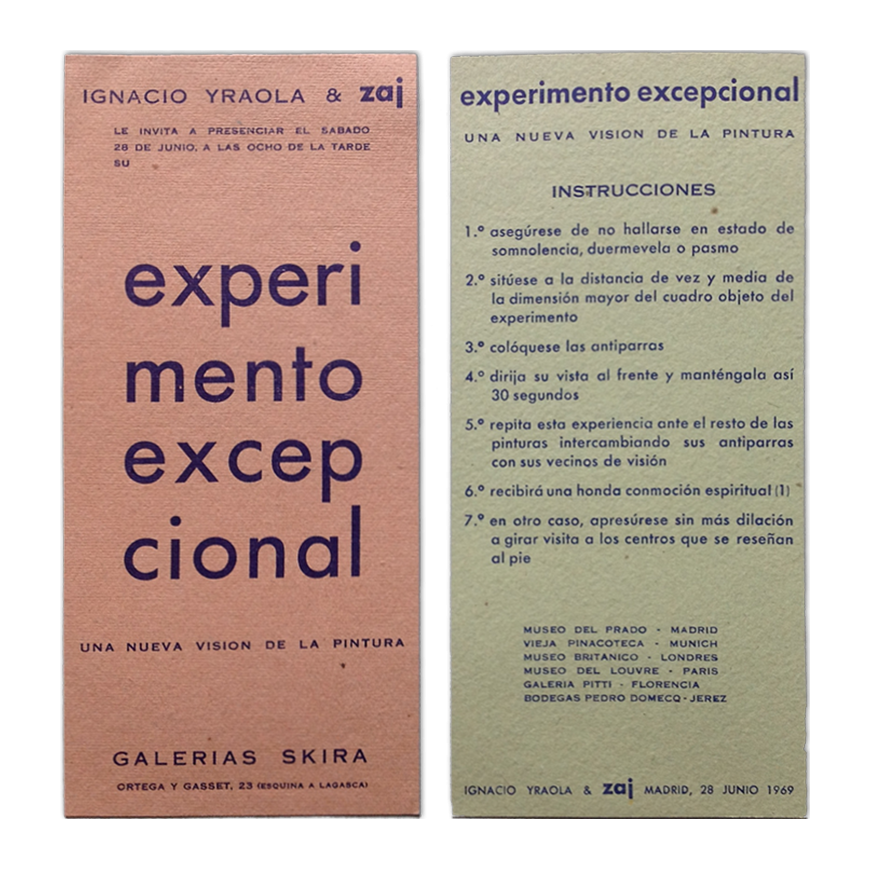 IGNACIO YRAOLA & zaj
LE INVITA A PRESENCIAR EL SABADO
28 DE JUNIO, A LAS OCHO DE LA TARDE
SU
experi
mento
excep
cional
UNA NUEVA VISION DE LA PINTURA
GALERIAS SKIRA
ORTEGA Y GASSET, 23 (ESQUINA A LAGASCA)
experimento excepcional
UNA NUEVA VISION DE LA PINTURA
INSTRUCCIONES
1.º asegúrese de no hallarse en estado de
somnolencia, duermevela o pasmo
2.º sitúese a la distancia de vez y media de
la dimensión mayor del cuadro objeto del
experimento
3.º colóquese las antiparras
4.º dirija su vista al frente y manténgala así
30 segundos
5.º repita esta experiencia ante el resto de las
pinturas intercambiando sus antiparras
con sus vecinos de visión
6.º recibirá una honda conmoción espiritual (1)
7.º en otro caso, apresúrese sin más dilación
a girar visita a los centros que se reseñan
al pie
MUSEO DEL PRADO - MADRID
VIEJA PINACOTECA - MUNICH
MUSEO BRITANICO - LONDRES
MUSEO DEL LOUVRE - PARIS
GALERIA PITTI - FLORENCIA
BODEGAS PEDRO DOMECQ - JEREZ
IGNACIO YRAOLA & zaj MADRID, 28 JUNIO 1969